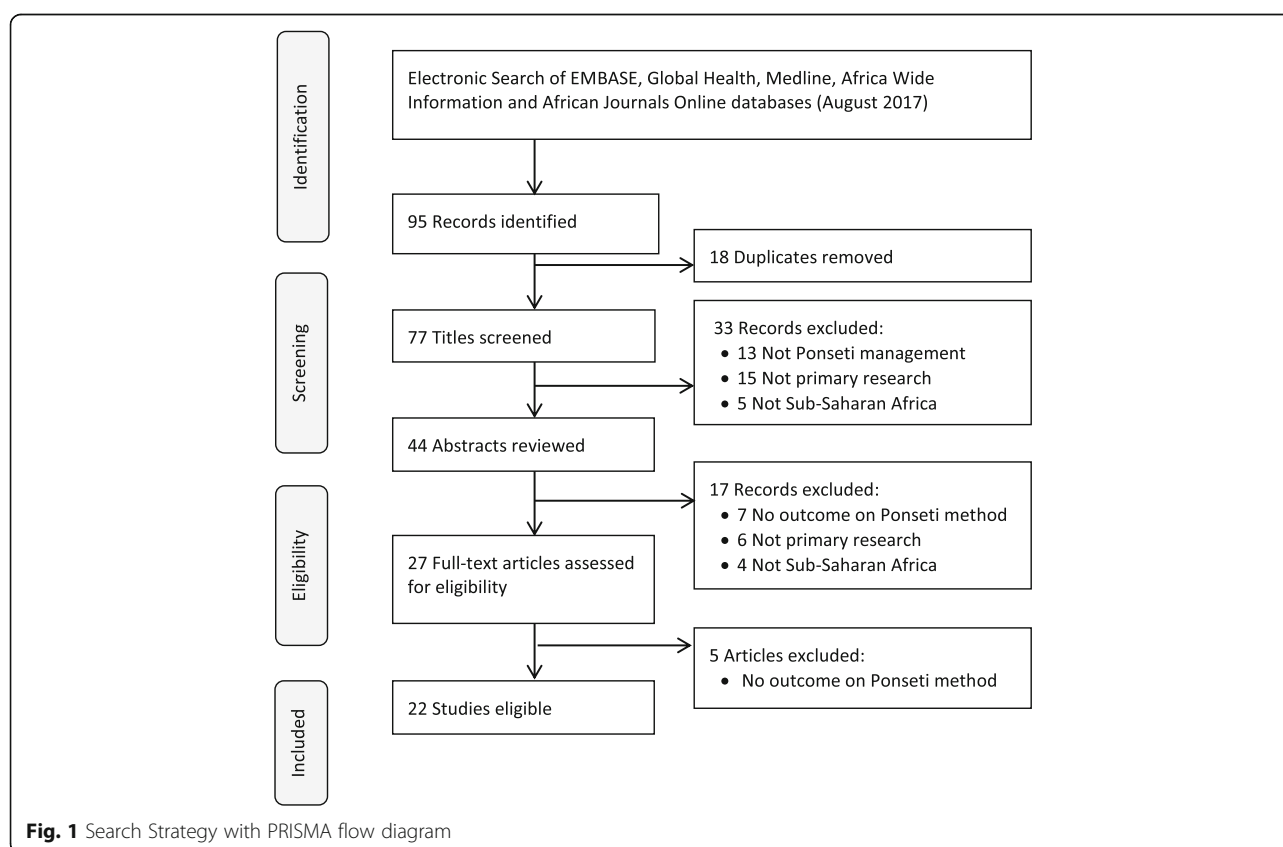 Identification
Electronic Search of EMBASE, Global Health, Medline, Africa Wide
Information and African Journals Online databases (August 2017)
95 Records identified
18 Duplicates removed
Screening
77 Titles screened
33 Records excluded:
• 13 Not Ponseti management
• 15 Not primary research
• 5 Not Sub-Saharan Africa
44 Abstracts reviewed
17 Records excluded:
• 7 No outcome on Ponseti method
• 6 Not primary research
• 4 Not Sub-Saharan Africa
Eligibility
27 Full-text articles assessed
for eligibility
5 Articles excluded:
• No outcome on Ponseti method
Included
22 Studies eligible
Fig. 1 Search Strategy with PRISMA flow diagram